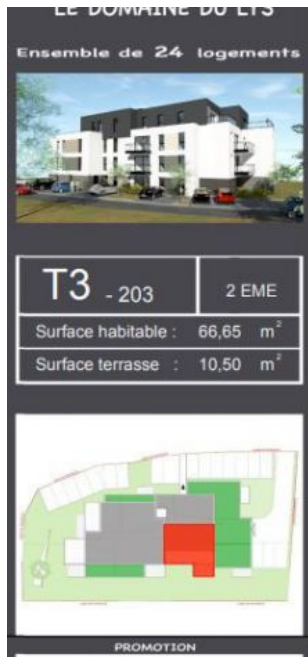 LE DOMAINE DU LYS
Ensemble de 24 logements
T3 - 203
2 EME
Surface habitable : 66,65 m²
Surface terrasse : 10,50 m²
PROMOTION